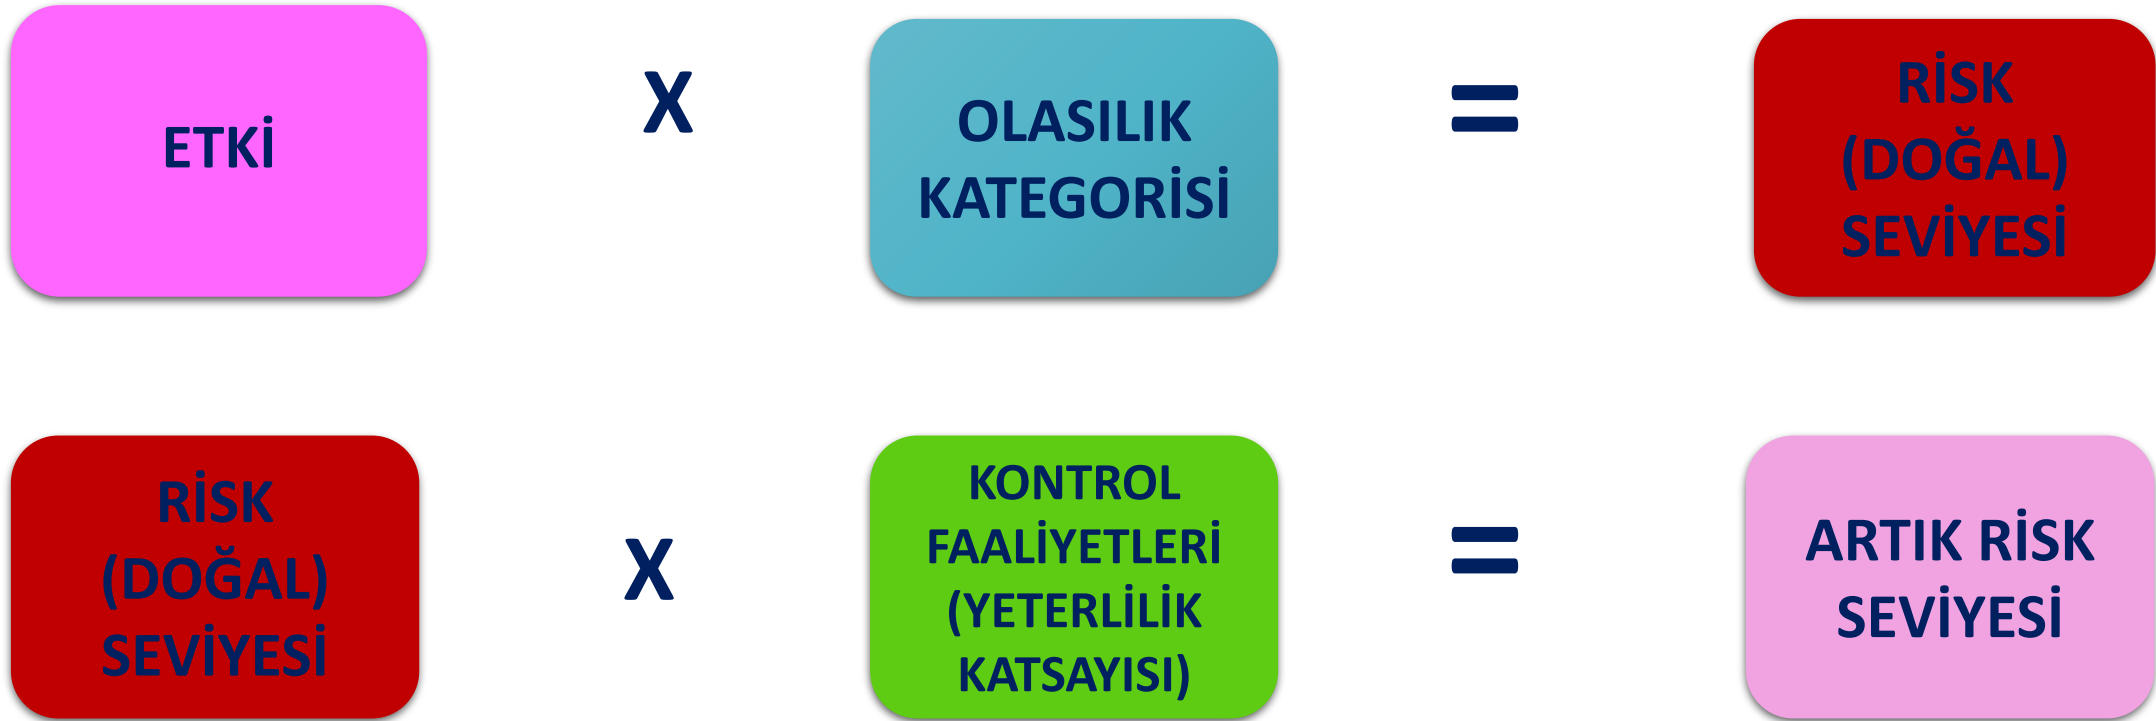 ETKİ
X
OLASILIK
KATEGORİSİ
=
RİSK
(DOĞAL)
SEVİYESİ
RİSK
(DOĞAL)
SEVİYESİ
X
KONTROL
FAALİYETLERİ
(YETERLİLİK
KATSAYISI)
=
ARTIK RİSK
SEVİYESİ